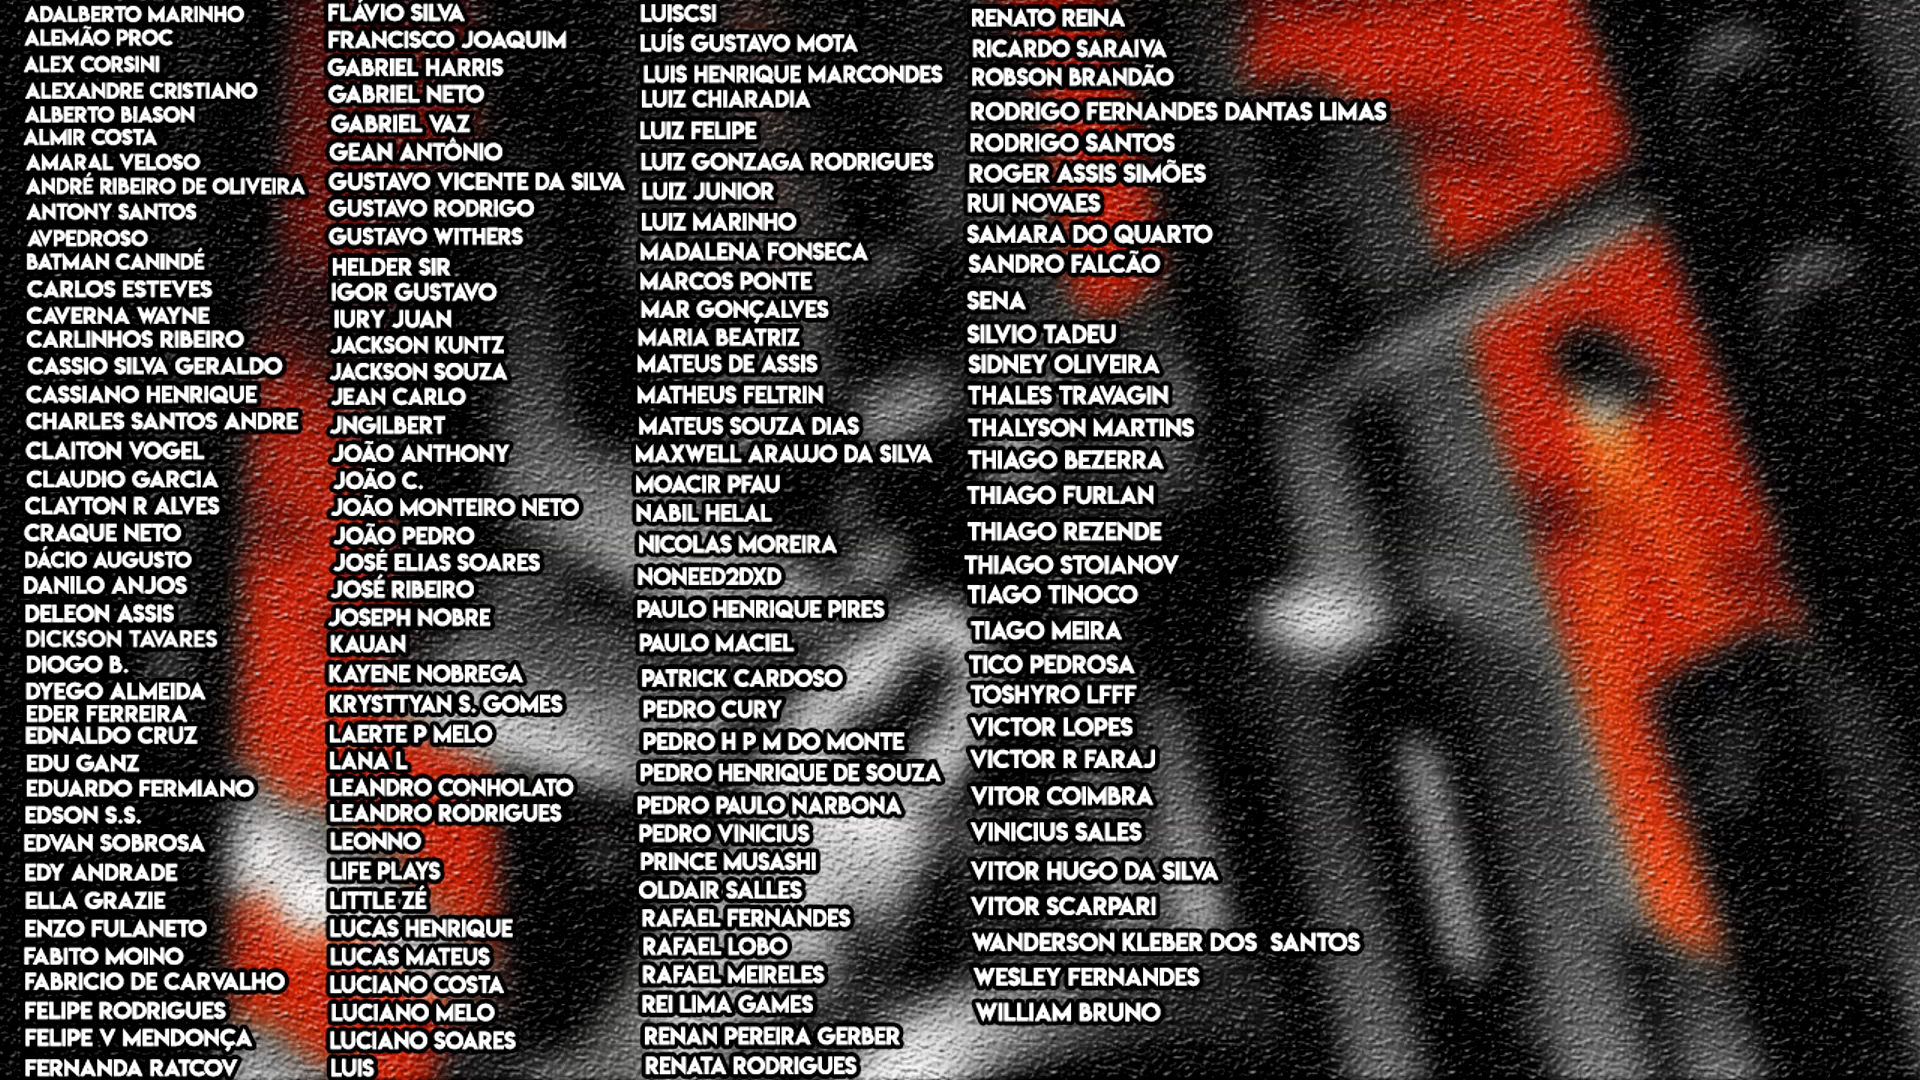 ADALBERTO MARINHO
ALEMÃO PROC
ALEX CORSINI
ALEXANDRE CRISTIANO
ALBERTO BIASON
ALMIR COSTA
AMARAL VELOSO
ANDRÉ RIBEIRO DE OLIVEIRA
ANTONY SANTOS
AVPEDROSO
BATMAN CANINDÉ
CARLOS ESTEVES
CAVERNA WAYNE
CARLINHOS RIBEIRO
CASSIO SILVA GERALDO
CASSIANO HENRIQUE
CHARLES SANTOS ANDRE
CLAITON VOGEL
CLAUDIO GARCIA
CLAYTON R ALVES
CRAQUE NETO
DÁCIO AUGUSTO
DANILO ANJOS
DELEON ASSIS
DICKSON TAVARES
DIOGO B.
DYEGO ALMEIDA
EDER FERREIRA
EDNALDO CRUZ
EDU GANZ
EDUARDO FERMIANO
EDSON S.S.
EDVAN SOBROSA
EDY ANDRADE
ELLA GRAZIE
ENZO FULANETO
FABITO MOINO
FABRICIO DE CARVALHO
FELIPE RODRIGUES
FELIPE V MENDONÇA
FERNANDA RATCOV
FLÁVIO SILVA
FRANCISCO JOAQUIM
GABRIEL HARRIS
GABRIEL NETO
GABRIEL VAZ
GEAN ANTÔNIO
GUSTAVO VICENTE DA SILVA
GUSTAVO RODRIGO
GUSTAVO WITHERS
HELDER SIR
IGOR GUSTAVO
IURY JUAN
JACKSON KUNTZ
JACKSON SOUZA
JEAN CARLO
JNGILBERT
JOÃO ANTHONY
JOÃO C.
JOÃO MONTEIRO NETO
JOÃO PEDRO
JOSÉ ELIAS SOARES
JOSÉ RIBEIRO
JOSEPH NOBRE
KAUAN
KAYENE NOBREGA
KRYSTTYAN S. GOMES
LAERTE P MELO
LANA L
LEANDRO CONHOLATO
LEANDRO RODRIGUES
LEONNO
LIFE PLAYS
LITTLE ZÉ
LUCAS HENRIQUE
LUCAS MATEUS
LUCIANO COSTA
LUCIANO MELO
LUCIANO SOARES
LUIS
LUISCSI
LUÍS GUSTAVO MOTA
LUIS HENRIQUE MARCONDES
LUIZ CHIARADIA
LUIZ FELIPE
LUIZ GONZAGA RODRIGUES
LUIZ JUNIOR
LUIZ MARINHO
MADALENA FONSECA
MARCOS PONTE
MAR GONÇALVES
MARIA BEATRIZ
MATEUS DE ASSIS
MATHEUS FELTRIN
MATEUS SOUZA DIAS
MAXWELL ARAUJO DA SILVA
MOACIR PFAU
NABIL HELAL
NICOLAS MOREIRA
NONEED2DXD
PAULO HENRIQUE PIRES
PAULO MACIEL
PATRICK CARDOSO
PEDRO CURY
PEDRO H P M DO MONTE
PEDRO HENRIQUE DE SOUZA
PEDRO PAULO NARBONA
PEDRO VINICIUS
PRINCE MUSASHI
OLDAIR SALLES
RAFAEL FERNANDES
RAFAEL LOBO
RAFAEL MEIRELES
REI LIMA GAMES
RENAN PEREIRA GERBER
RENATA RODRIGUES
RENATO REINA
RICARDO SARAIVA
ROBSON BRANDÃO
RODRIGO FERNANDES DANTAS LIMAS
RODRIGO SANTOS
ROGER ASSIS SIMÕES
RUI NOVAES
SAMARA DO QUARTO
SANDRO FALCÃO
SENA
SILVIO TADEU
SIDNEY OLIVEIRA
THALES TRAVAGIN
THALYSON MARTINS
THIAGO BEZERRA
THIAGO FURLAN
THIAGO REZENDE
THIAGO STOIANOV
TIAGO TINOCO
TIAGO MEIRA
TICO PEDROSA
TOSHYRO LFFF
VICTOR LOPES
VICTOR R FARAJ
VITOR COIMBRA
VINICIUS SALES
VITOR HUGO DA SILVA
VITOR SCARPARI
WANDERSON KLEBER DOS  SANTOS
WESLEY FERNANDES
WILLIAM BRUNO